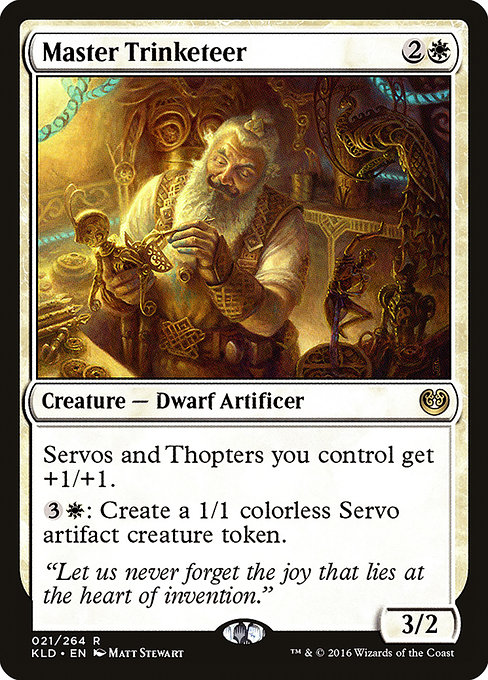 Master Trinketeer 2
Creature — Dwarf Artificer
Servos and Thopters you control get
+1/+1.
3: Create a 1/1 colorless Servo
artifact creature token.
“Let us never forget the joy that lies at
the heart of invention.”
3/2
021/264 R
KLD • EN Matt Stewart
™ & © 2016 Wizards of the Coast